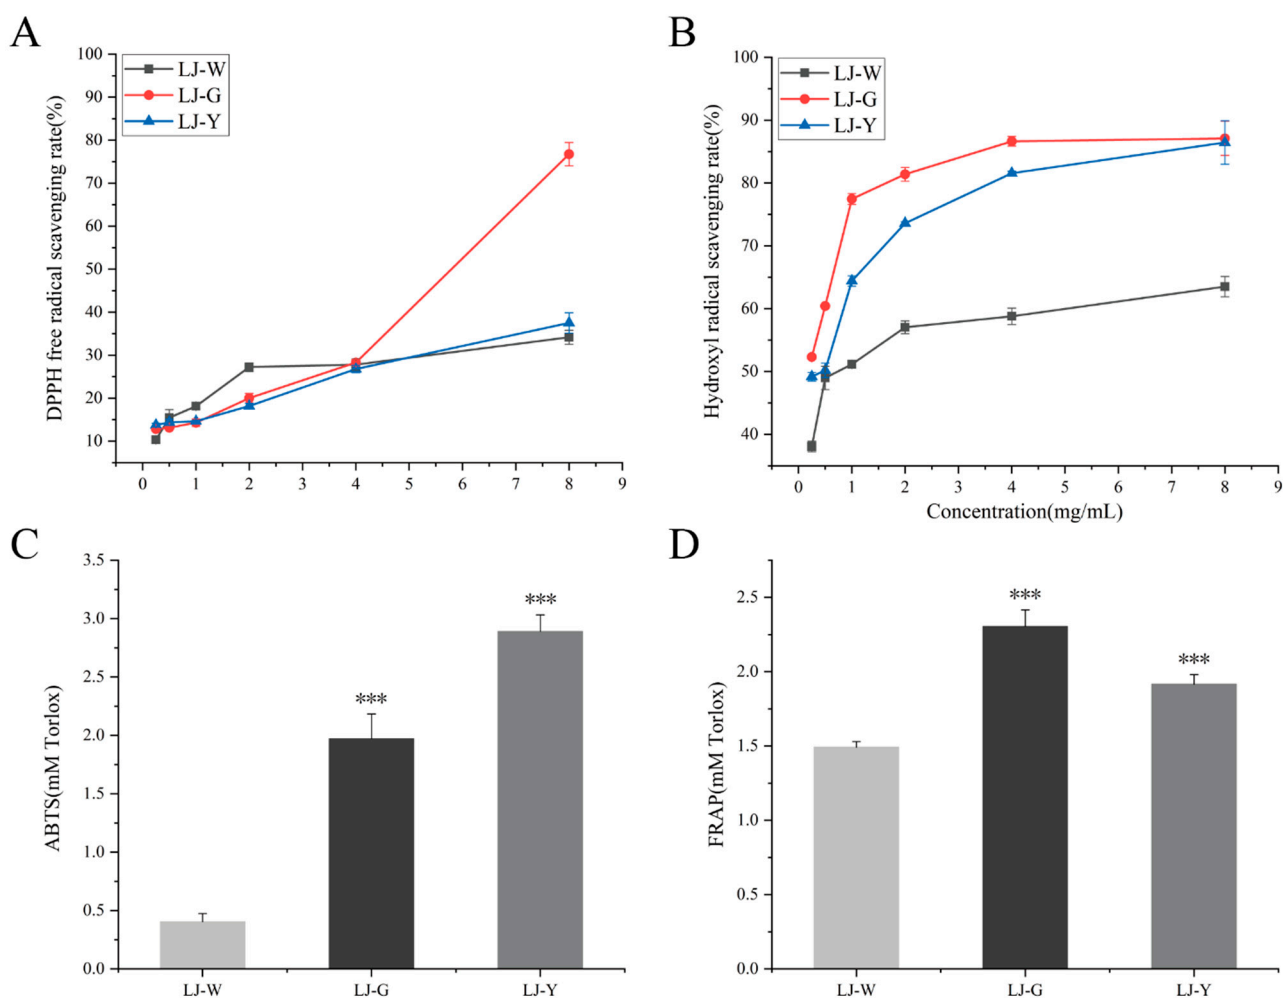 A
DPPH free radical scavenging rate(%)
100
90
80
70
60
50
40
30
20
10
LJ-W
LJ-G
LJ-Y
0 1 2 3 4 5 6 7 8 9
B
Hydroxyl radical scavenging rate(%)
100
90
80
70
60
50
40
LJ-W
LJ-G
LJ-Y
0 1 2 3 4 5 6 7 8 9
Concentration(mg/mL)
C
ABTS(mM Torlox)
3.5
3.0
2.5
2.0
1.5
1.0
0.5
0.0
***
***
LJ-W LJ-G LJ-Y
D
FRAP(mM Torlox)
2.5
2.0
1.5
1.0
0.5
0.0
***
***
LJ-W LJ-G LJ-Y